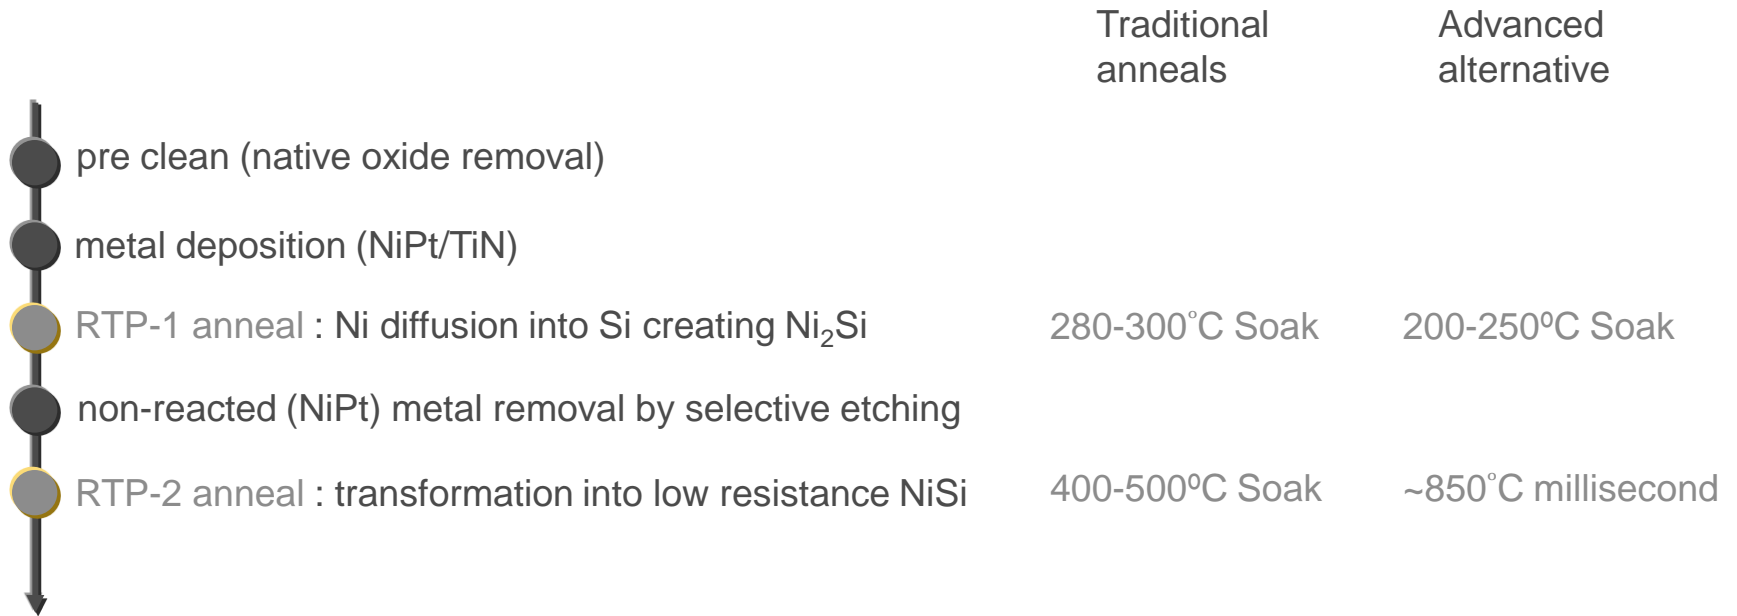 Traditional
anneals
Advanced
alternative
pre clean (native oxide removal)
metal deposition (NiPt/TiN)
RTP-1 anneal : Ni diffusion into Si creating Ni₂Si
280-300°C Soak
200-250⁰C Soak
non-reacted (NiPt) metal removal by selective etching
RTP-2 anneal : transformation into low resistance NiSi
400-500⁰C Soak
~850°C millisecond